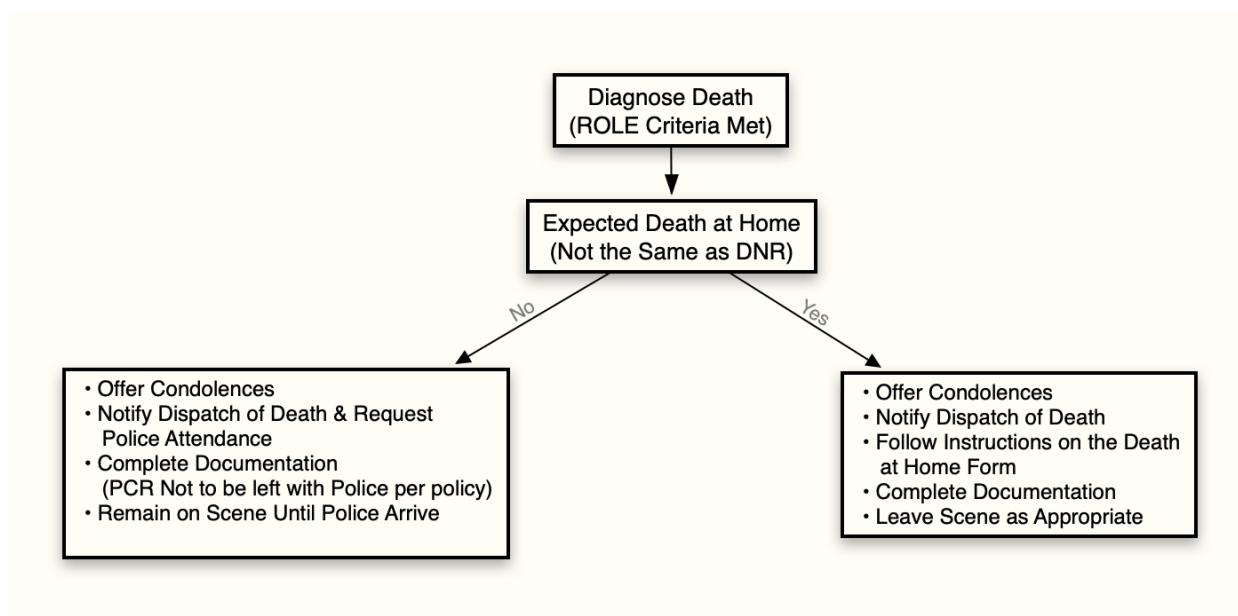 Diagnose Death
(ROLE Criteria Met)
Expected Death at Home
(Not the Same as DNR)
No
Yes
• Offer Condolences
• Notify Dispatch of Death & Request
Police Attendance
• Complete Documentation
(PCR Not to be left with Police per policy)
• Remain on Scene Until Police Arrive
• Offer Condolences
• Notify Dispatch of Death
• Follow Instructions on the Death
at Home Form
• Complete Documentation
• Leave Scene as Appropriate